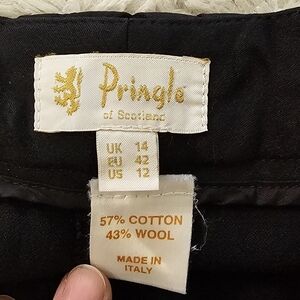 Pringle
of Scotland
UK 14
EU 42
US 12
57% COTTON
43% WOOL
MADE IN
ITALY